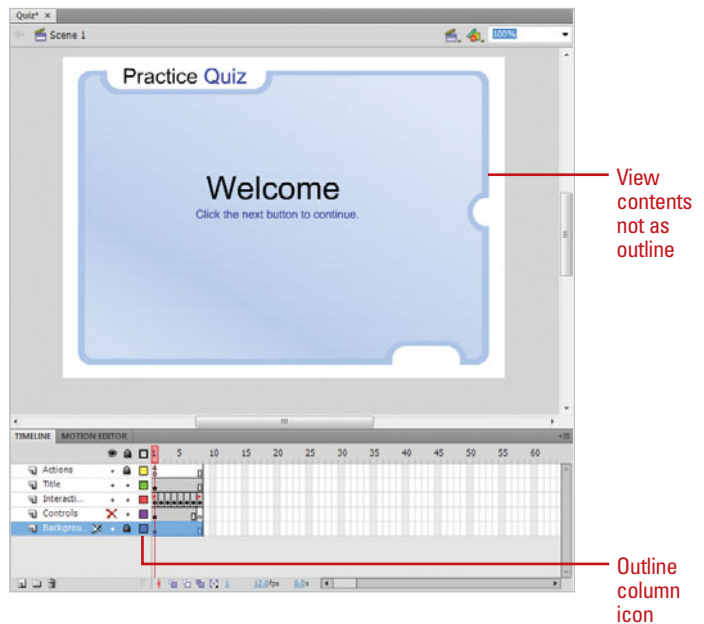 Quiz* ×
Scene 1
100%
Practice Quiz
Welcome
Click the next button to continue.
View
contents
not as
outline
TIMELINE MOTION EDITOR
1 5 10 15 20 25 30 35 40 45 50 55 60
Actions
Title
Interacti...
Controls
Backgrou...
1 12.0fps 0.0s
Outline
column
icon